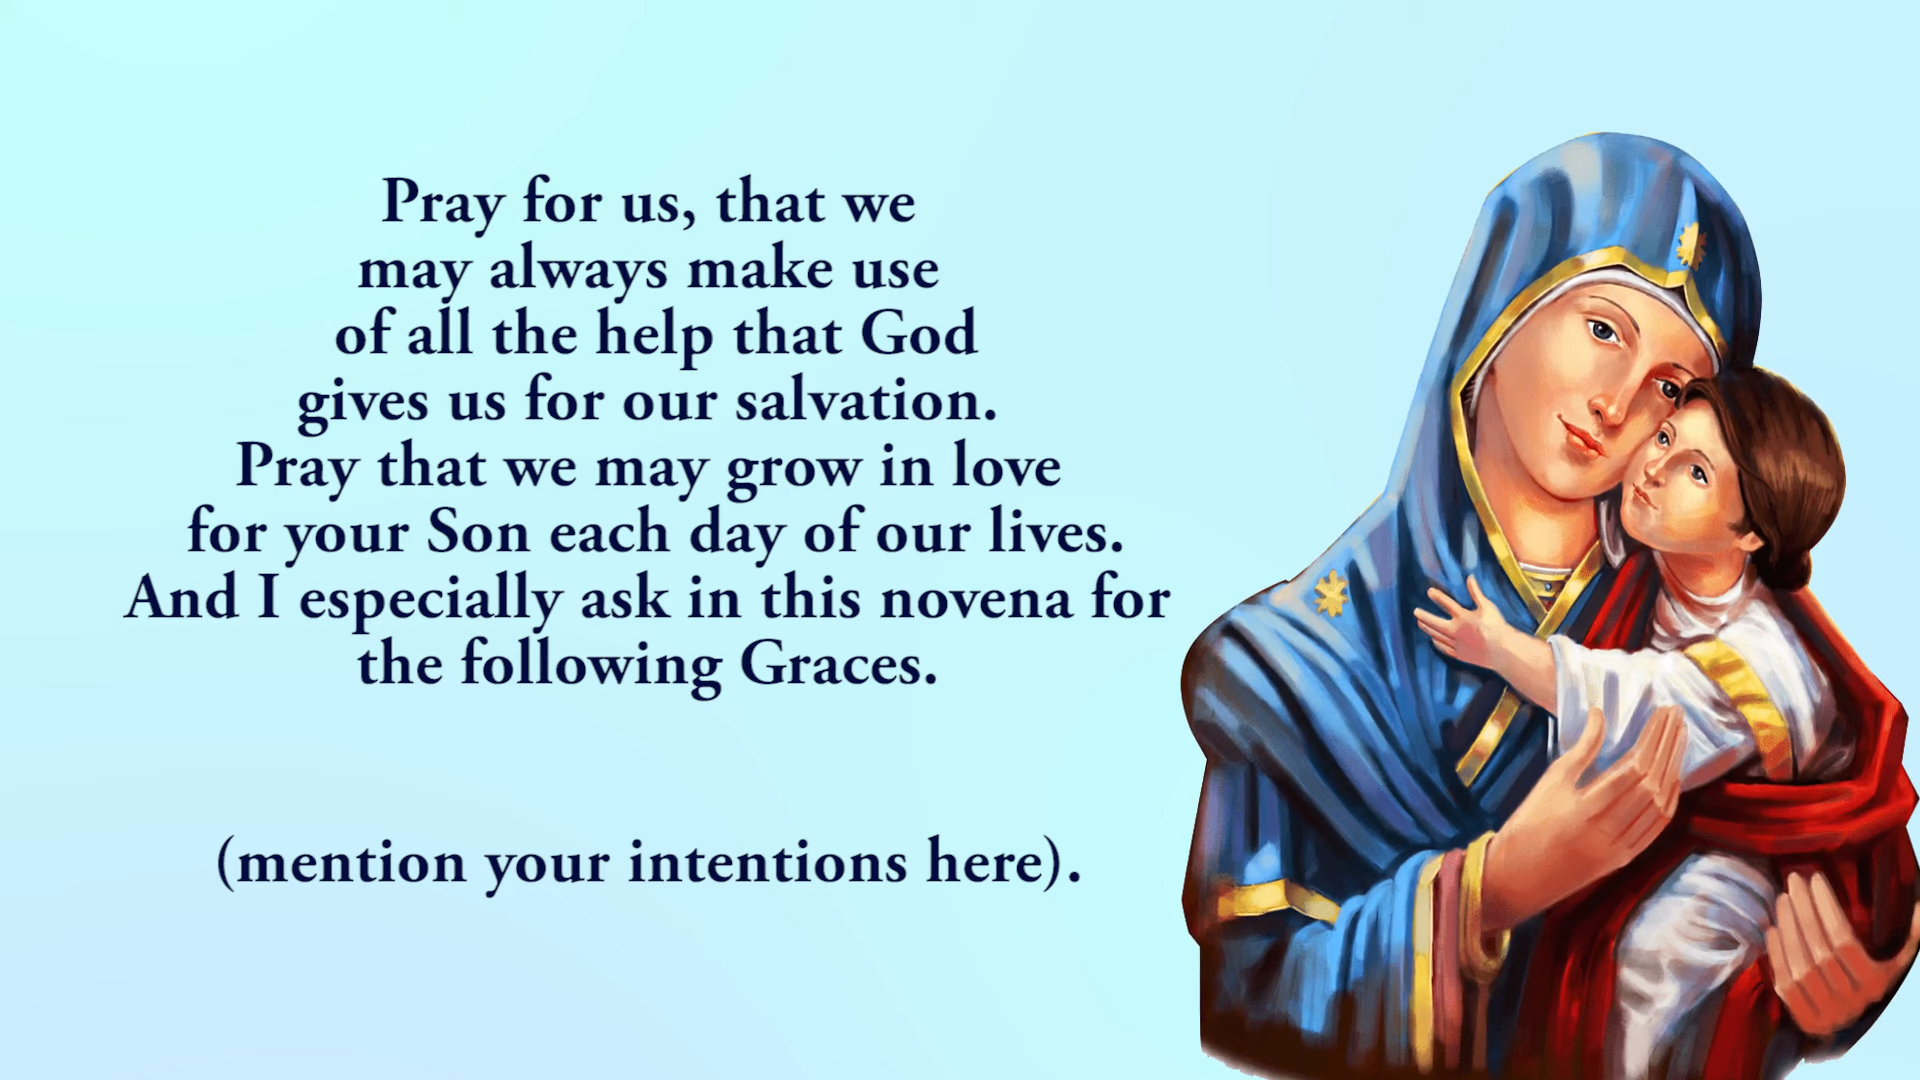 Pray for us, that we
may always make use
of all the help that God
gives us for our salvation.
Pray that we may grow in love
for your Son each day of our lives.
And I especially ask in this novena for
the following Graces.
(mention your intentions here).